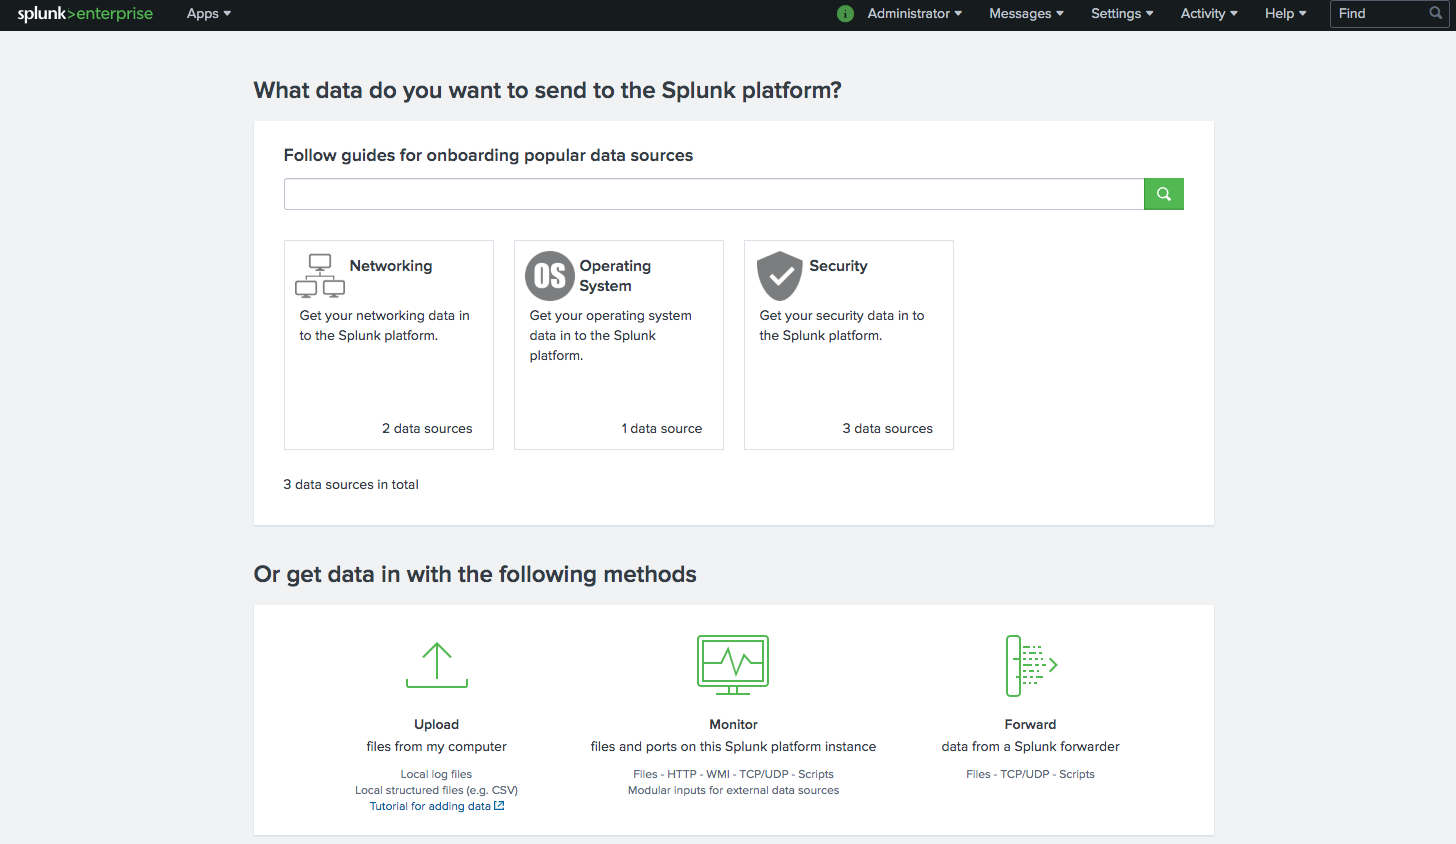 splunk>enterprise Apps Administrator Messages Settings Activity Help Find
What data do you want to send to the Splunk platform?
Follow guides for onboarding popular data sources
Networking
Get your networking data in
to the Splunk platform.
2 data sources
OS
Operating
System
Get your operating system
data in to the Splunk
platform.
1 data source
Security
Get your security data in to
the Splunk platform.
3 data sources
3 data sources in total
Or get data in with the following methods
Upload
files from my computer
Local log files
Local structured files (e.g. CSV)
Tutorial for adding data
Monitor
files and ports on this Splunk platform instance
Files - HTTP - WMI - TCP/UDP - Scripts
Modular inputs for external data sources
Forward
data from a Splunk forwarder
Files - TCP/UDP - Scripts